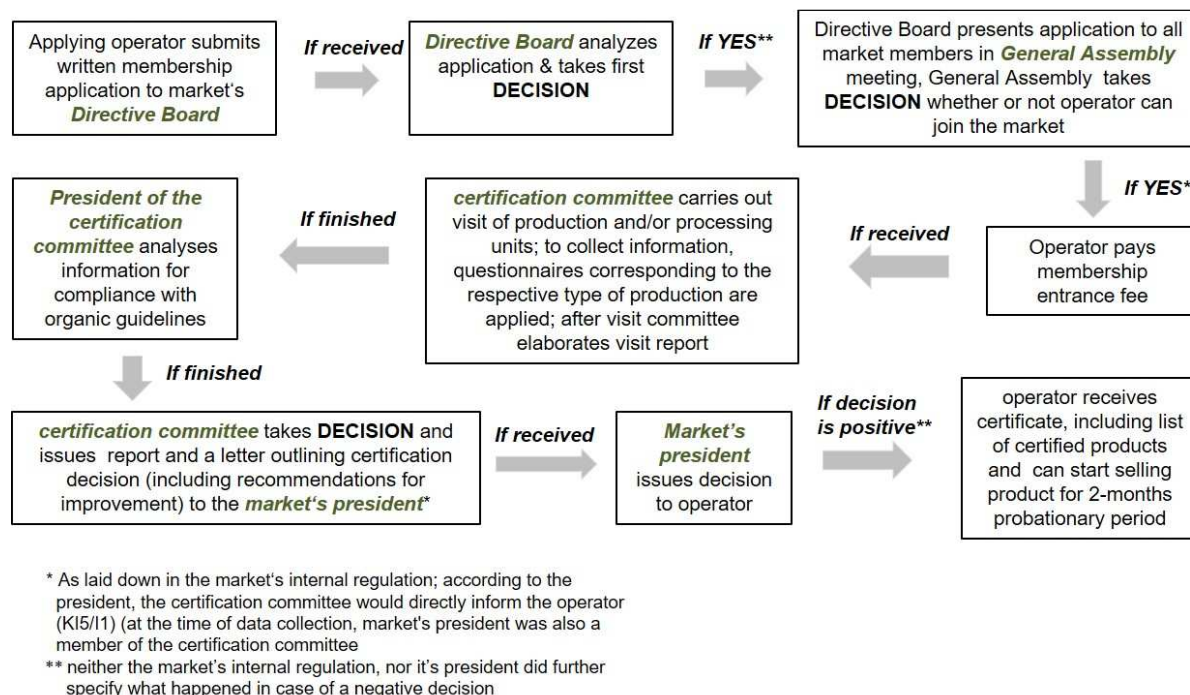 Applying operator submits
written membership
application to market‘s
Directive Board
If received
Directive Board analyzes
application & takes first
DECISION
If YES**
Directive Board presents application to all
market members in General Assembly
meeting, General Assembly takes
DECISION whether or not operator can
join the market
If YES*
Operator pays
membership
entrance fee
If received
certification committee carries out
visit of production and/or processing
units; to collect information,
questionnaires corresponding to the
respective type of production are
applied; after visit committee
elaborates visit report
If finished
President of the
certification
committee analyses
information for
compliance with
organic guidelines
If finished
certification committee takes DECISION and
issues report and a letter outlining certification
decision (including recommendations for
improvement) to the market‘s president*
If received
Market’s
president
issues decision
to operator
If decision
is positive**
operator receives
certificate, including list
of certified products
and can start selling
product for 2-months
probationary period
* As laid down in the market‘s internal regulation; according to the
president, the certification committee would directly inform the operator
(KI5/I1) (at the time of data collection, market's president was also a
member of the certification committee
** neither the market’s internal regulation, nor it’s president did further
specify what happened in case of a negative decision